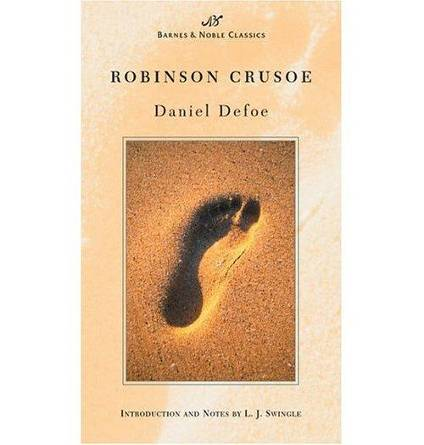 BARNES & NOBLE CLASSICS
ROBINSON CRUSOE
Daniel Defoe
INTRODUCTION AND NOTES BY L. J. SWINGLE